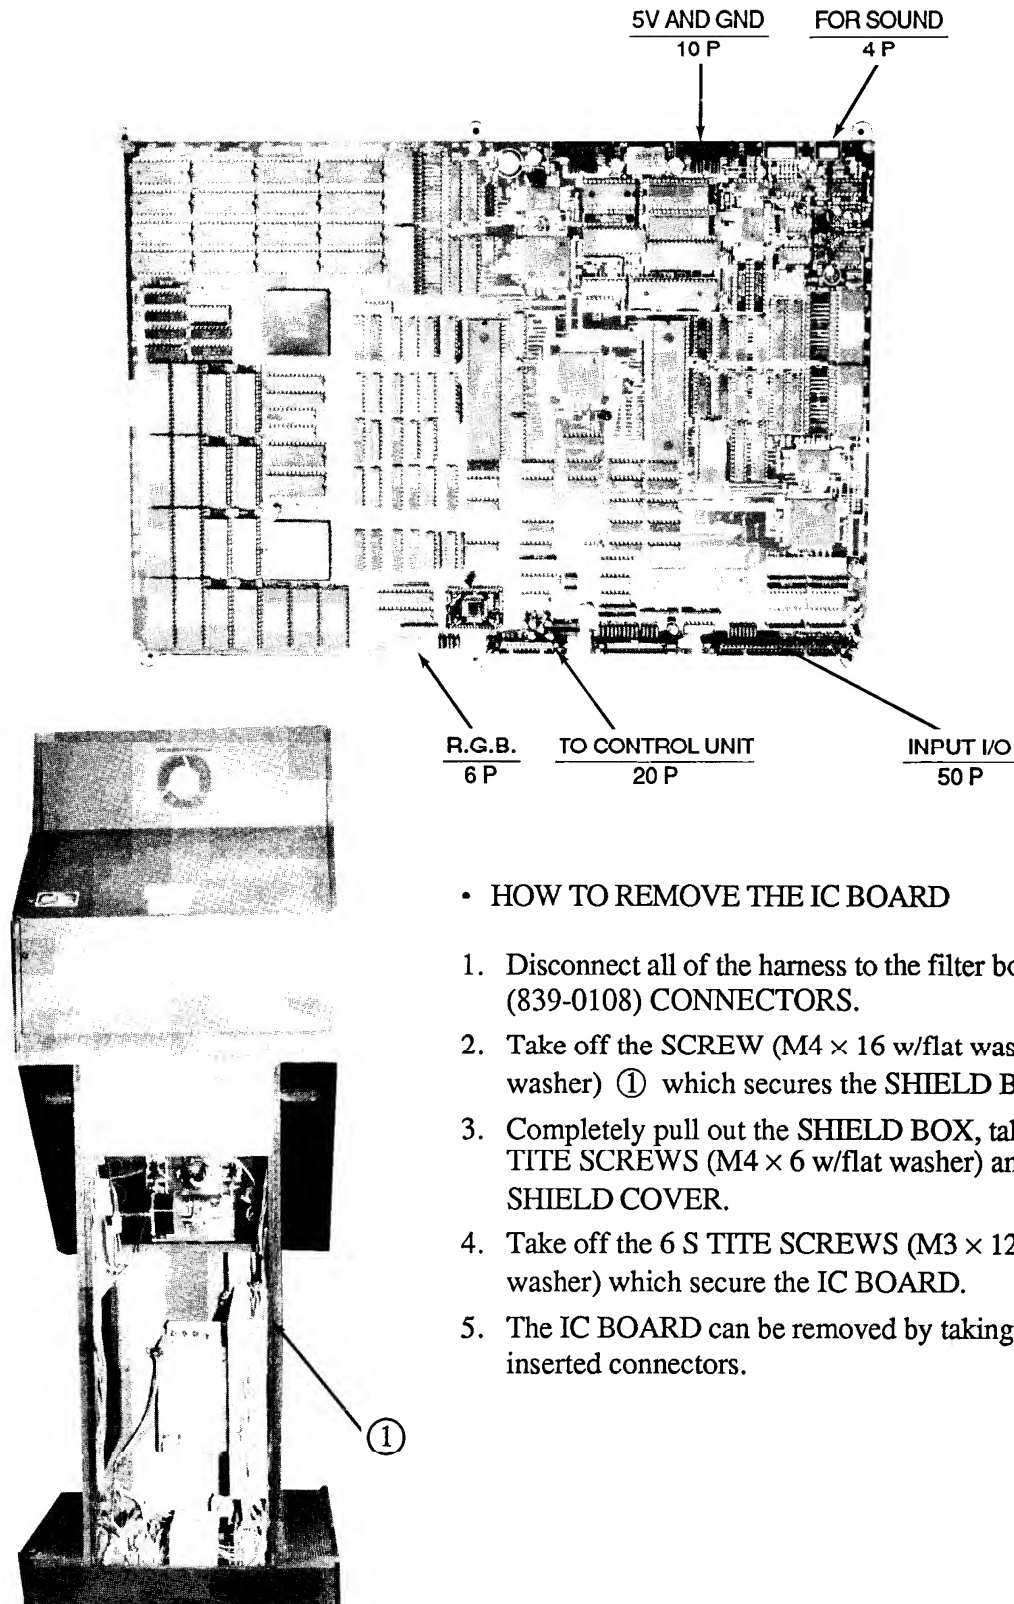 5V AND GND FOR SOUND
10 P 4 P
R.G.B. TO CONTROL UNIT INPUT I/O
6 P 20 P 50 P
• HOW TO REMOVE THE IC BOARD
1. Disconnect all of the harness to the filter
(839-0108) CONNECTORS.
2. Take off the SCREW (M4 × 16 w/flat
washer) ① which secures the SHIELD
3. Completely pull out the SHIELD BOX,
TITE SCREWS (M4 × 6 w/flat washer)
SHIELD COVER.
4. Take off the 6 S TITE SCREWS (M3 × 12
washer) which secure the IC BOARD.
5. The IC BOARD can be removed by taking
inserted connectors.
①